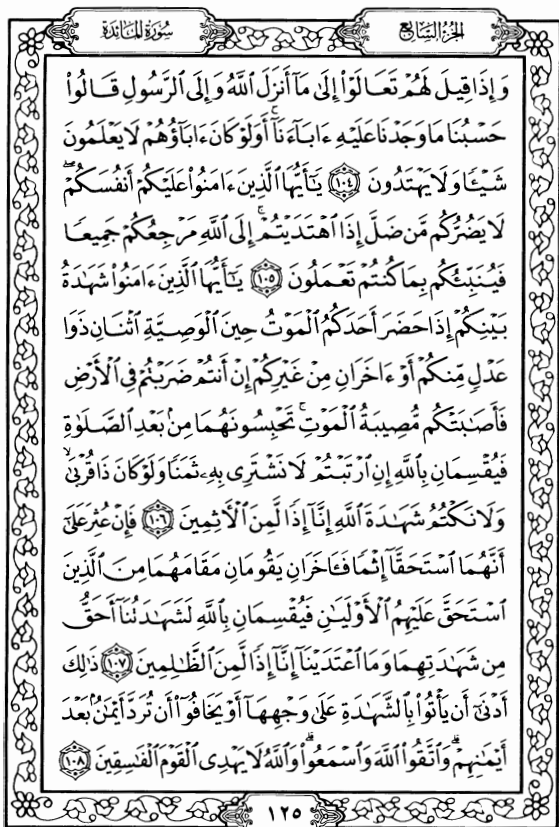 الجزء السابع
سورة المائدة
وَإِذَا قِيلَ لَهُمْ تَعَالَوْا۟ إِلَىٰ مَآ أَنزَلَ ٱللَّهُ وَإِلَى ٱلرَّسُولِ قَالُوا۟
حَسْبُنَا مَا وَجَدْنَا عَلَيْهِ ءَابَآءَنَآ ۚ أَوَلَوْ كَانَ ءَابَآؤُهُمْ لَا يَعْلَمُونَ
شَيْـًٔا وَلَا يَهْتَدُونَ ١٠٤ يَـٰٓأَيُّهَا ٱلَّذِينَ ءَامَنُوا۟ عَلَيْكُمْ أَنفُسَكُمْ ۖ
لَا يَضُرُّكُم مَّن ضَلَّ إِذَا ٱهْتَدَيْتُمْ ۚ إِلَى ٱللَّهِ مَرْجِعُكُمْ جَمِيعًا
فَيُنَبِّئُكُم بِمَا كُنتُمْ تَعْمَلُونَ ١٠٥ يَـٰٓأَيُّهَا ٱلَّذِينَ ءَامَنُوا۟ شَهَـٰدَةُ
بَيْنِكُمْ إِذَا حَضَرَ أَحَدَكُمُ ٱلْمَوْتُ حِينَ ٱلْوَصِيَّةِ ٱثْنَانِ ذَوَا
عَدْلٍ مِّنكُمْ أَوْ ءَاخَرَانِ مِنْ غَيْرِكُمْ إِنْ أَنتُمْ ضَرَبْتُمْ فِى ٱلْأَرْضِ
فَأَصَـٰبَتْكُم مُّصِيبَةُ ٱلْمَوْتِ ۚ تَحْبِسُونَهُمَا مِنۢ بَعْدِ ٱلصَّلَوٰةِ
فَيُقْسِمَانِ بِٱللَّهِ إِنِ ٱرْتَبْتُمْ لَا نَشْتَرِى بِهِۦ ثَمَنًا وَلَوْ كَانَ ذَا قُرْبَىٰ ۙ
وَلَا نَكْتُمُ شَهَـٰدَةَ ٱللَّهِ إِنَّآ إِذًا لَّمِنَ ٱلْـَٔاثِمِينَ ١٠٦ فَإِنْ عُثِرَ عَلَىٰٓ
أَنَّهُمَا ٱسْتَحَقَّآ إِثْمًا فَـَٔاخَرَانِ يَقُومَانِ مَقَامَهُمَا مِنَ ٱلَّذِينَ
ٱسْتَحَقَّ عَلَيْهِمُ ٱلْأَوْلَيَـٰنِ فَيُقْسِمَانِ بِٱللَّهِ لَشَهَـٰدَتُنَآ أَحَقُّ
مِن شَهَـٰدَتِهِمَا وَمَا ٱعْتَدَيْنَآ إِنَّآ إِذًا لَّمِنَ ٱلظَّـٰلِمِينَ ١٠٧ ذَٰلِكَ
أَدْنَىٰٓ أَن يَأْتُوا۟ بِٱلشَّهَـٰدَةِ عَلَىٰ وَجْهِهَآ أَوْ يَخَافُوٓا۟ أَن تُرَدَّ أَيْمَـٰنٌۢ بَعْدَ
أَيْمَـٰنِهِمْ ۗ وَٱتَّقُوا۟ ٱللَّهَ وَٱسْمَعُوا۟ ۗ وَٱللَّهُ لَا يَهْدِى ٱلْقَوْمَ ٱلْفَـٰسِقِينَ ١٠٨
١٢٥